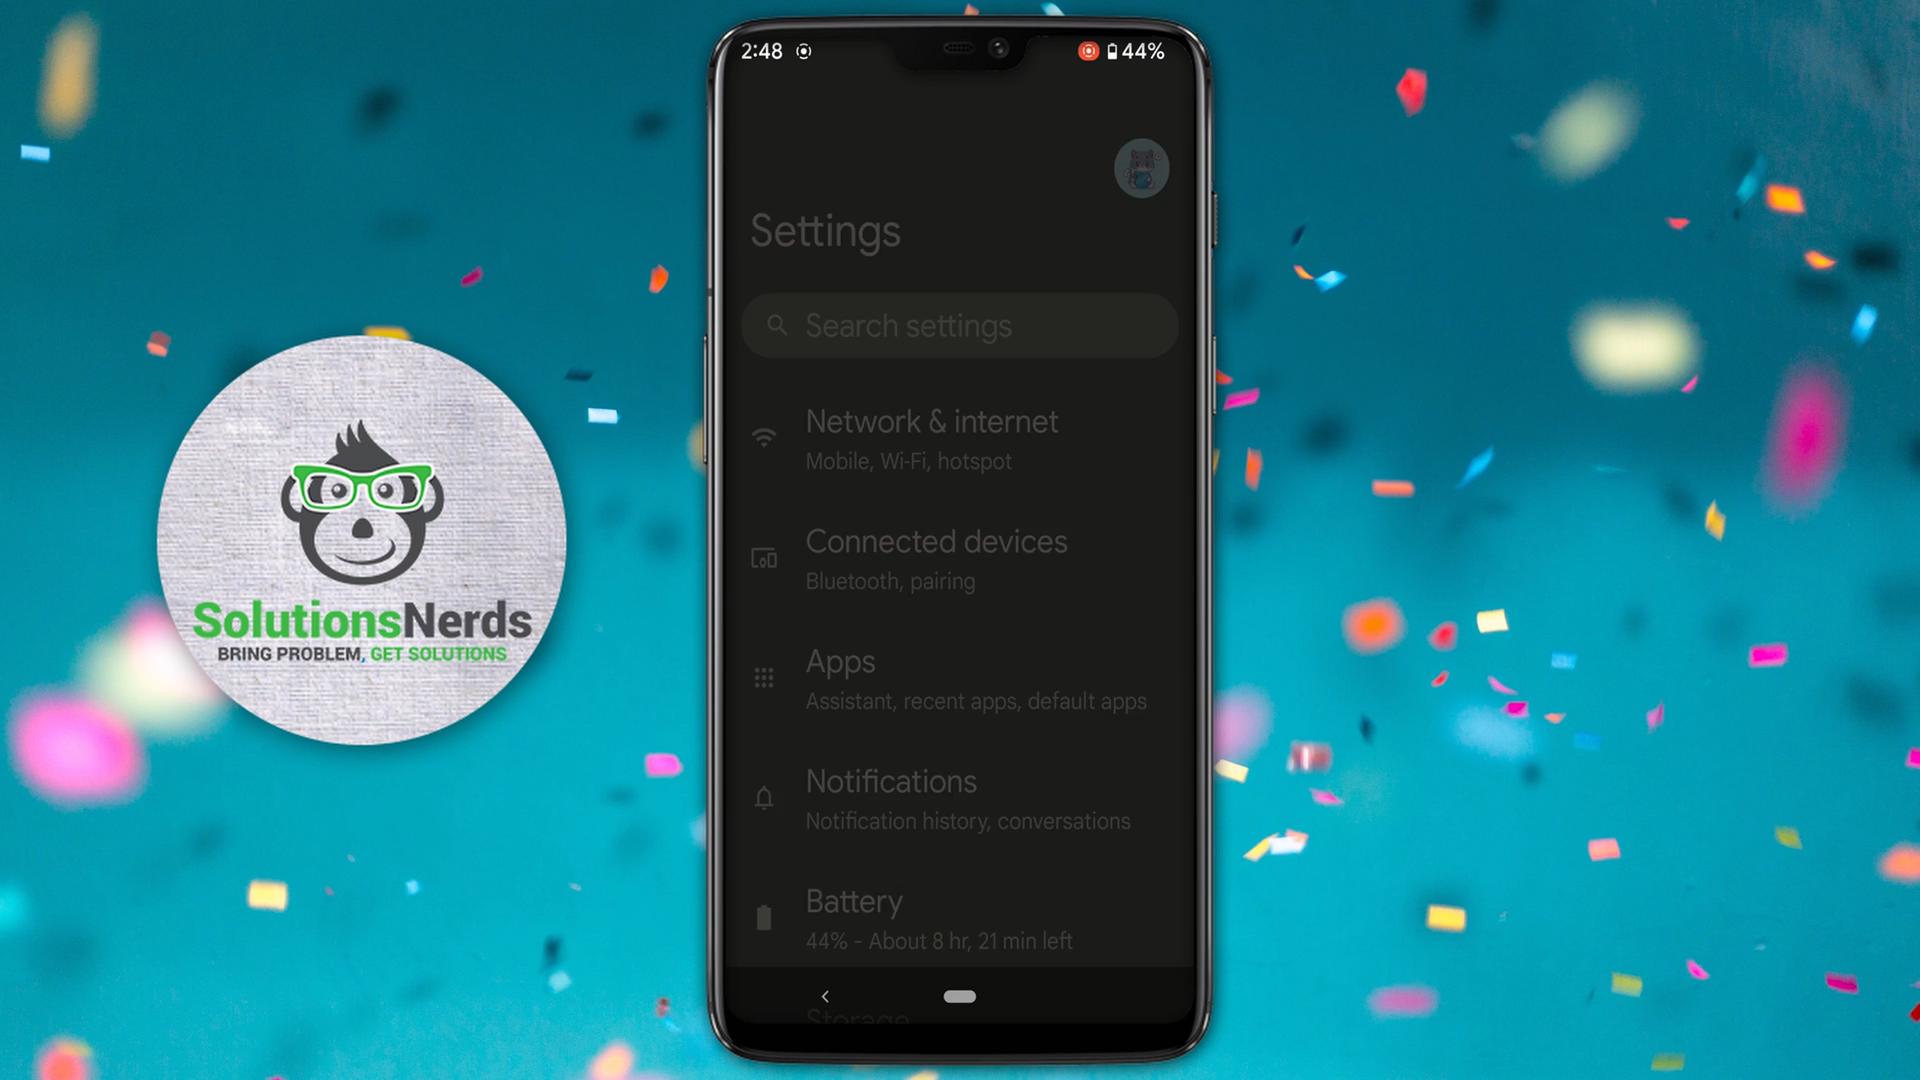 SolutionsNerds
BRING PROBLEM, GET SOLUTIONS
2:48
44%
Settings
Search settings
Network & internet
Mobile, Wi-Fi, hotspot
Connected devices
Bluetooth, pairing
Apps
Assistant, recent apps, default apps
Notifications
Notification history, conversations
Battery
44% - About 8 hr, 21 min left
Storage